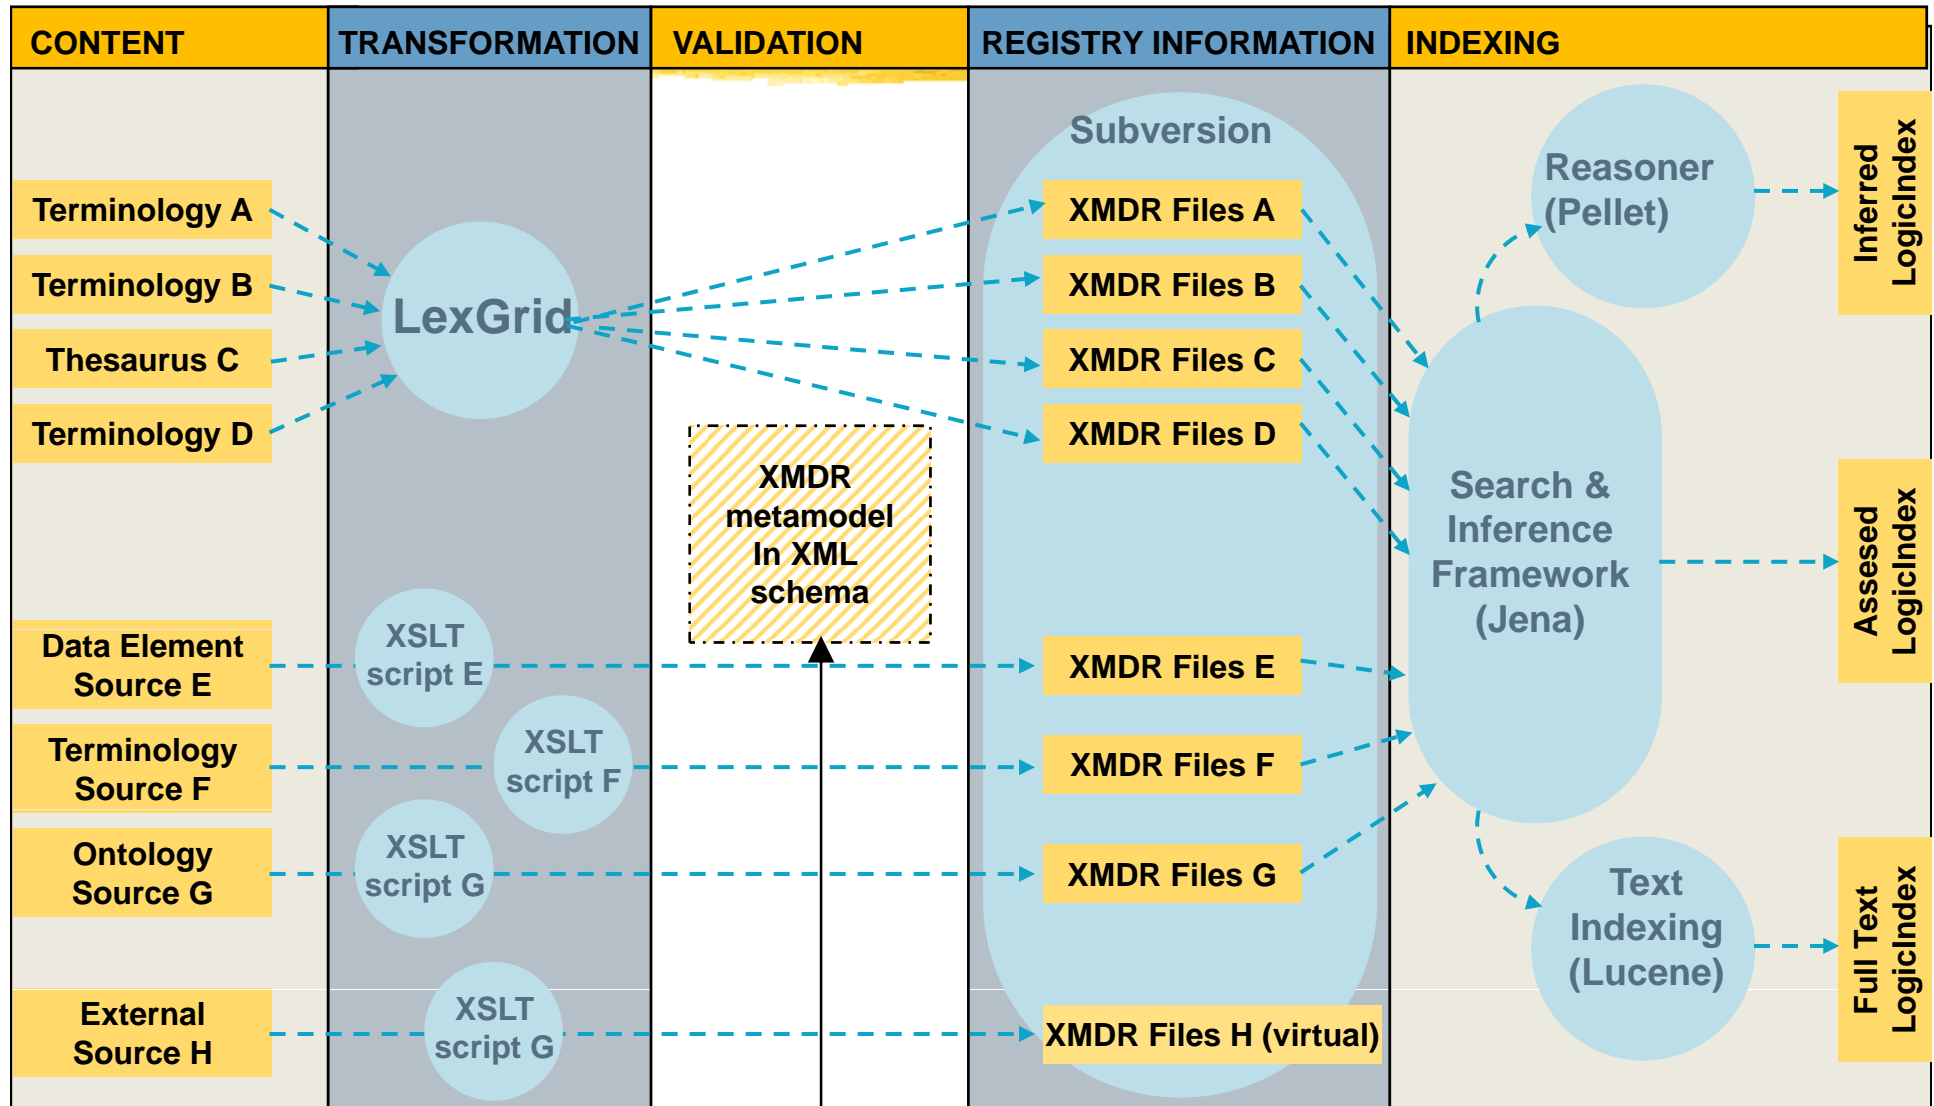 CONTENT
TRANSFORMATION
VALIDATION
REGISTRY INFORMATION
INDEXING
Terminology A
Terminology B
Thesaurus C
Terminology D
Data Element
Source E
Terminology
Source F
Ontology
Source G
External
Source H
LexGrid
XSLT
script E
XSLT
script F
XSLT
script G
XSLT
script G
XMDR
metamodel
In XML
schema
Subversion
XMDR Files A
XMDR Files B
XMDR Files C
XMDR Files D
XMDR Files E
XMDR Files F
XMDR Files G
XMDR Files H (virtual)
Reasoner
(Pellet)
Search &
Inference
Framework
(Jena)
Text
Indexing
(Lucene)
Inferred
LogicIndex
Assesed
LogicIndex
Full Text
LogicIndex